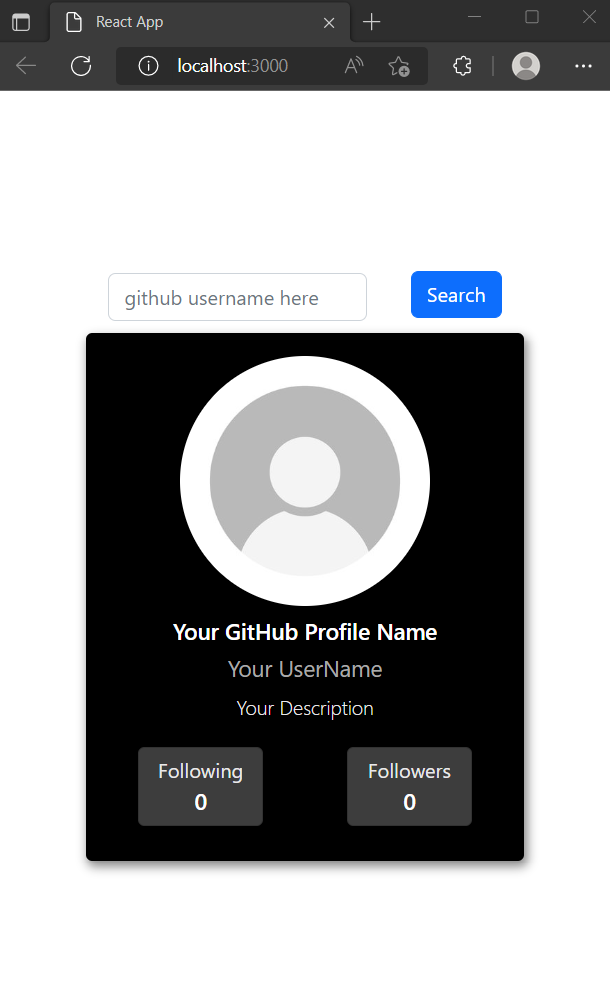 React App
localhost:3000
github username here
Search
Your GitHub Profile Name
Your UserName
Your Description
Following
0
Followers
0